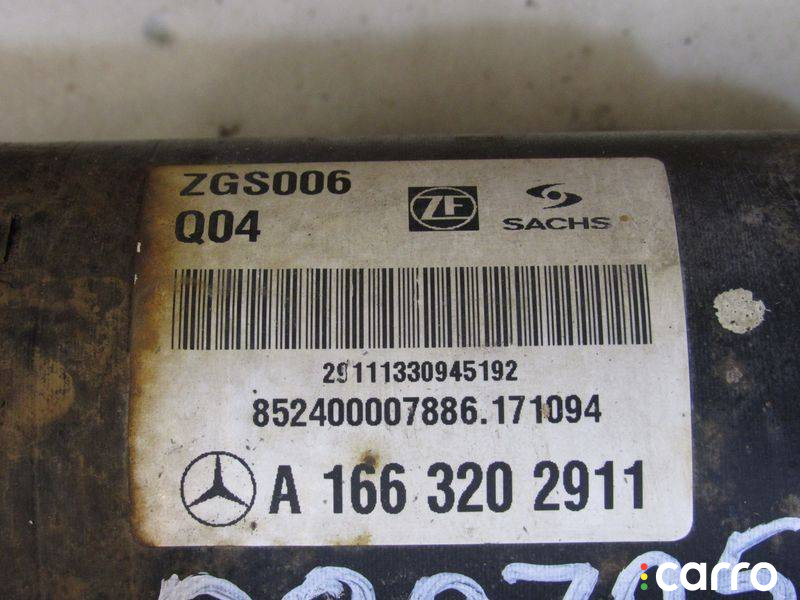 ZGS006
Q04
ZF
SACHS
29111330945192
852400007886.171094
A 166 320 2911
carro